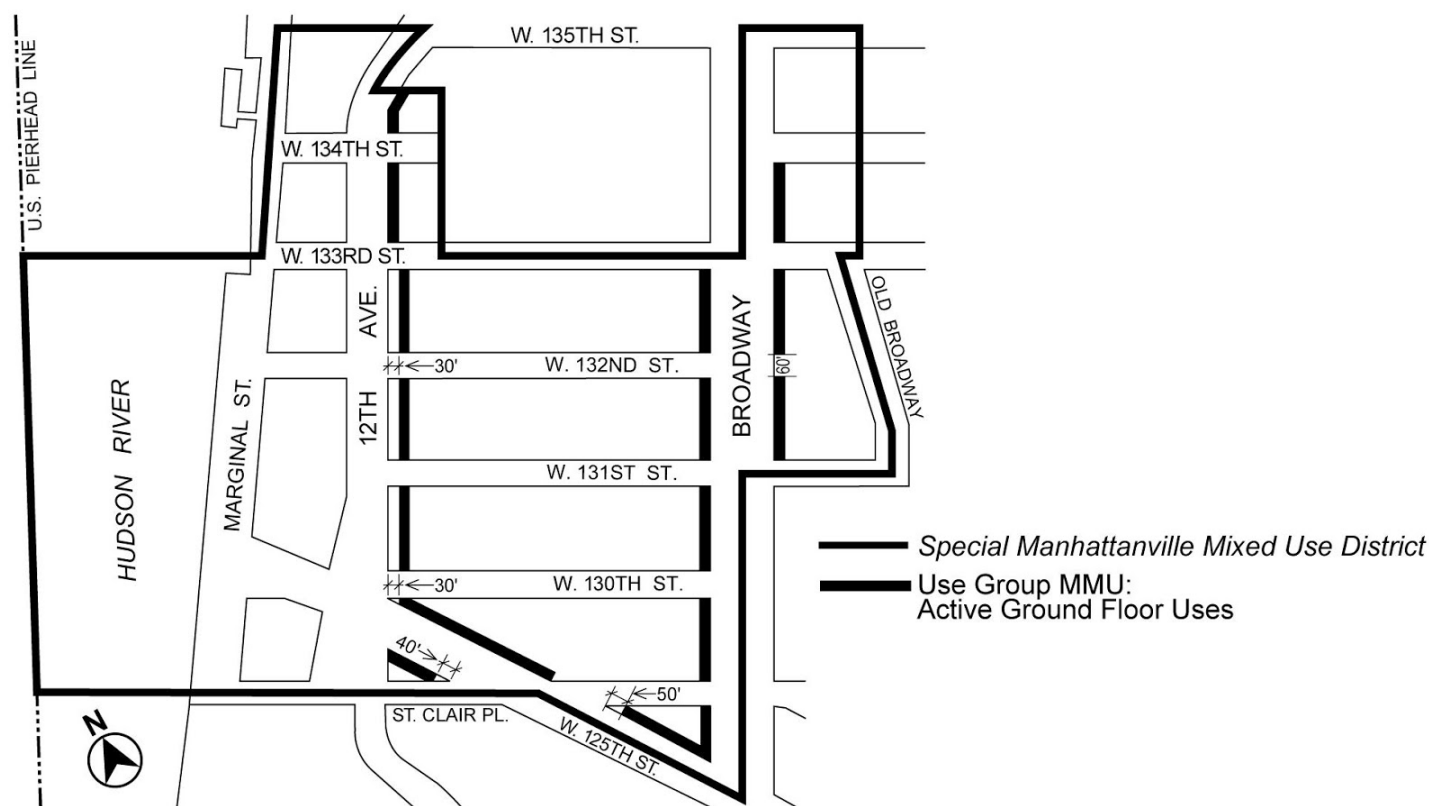 U.S. PIERHEAD LINE
W. 135TH ST.
W. 134TH ST.
W. 133RD ST.
12TH AVE.
BROADWAY
OLD BROADWAY
30'
W. 132ND ST.
60'
HUDSON RIVER
MARGINAL ST.
W. 131ST ST.
30'
W. 130TH ST.
40'
50'
ST. CLAIR PL.
W. 125TH ST.
N
Special Manhattanville Mixed Use District
Use Group MMU:
Active Ground Floor Uses